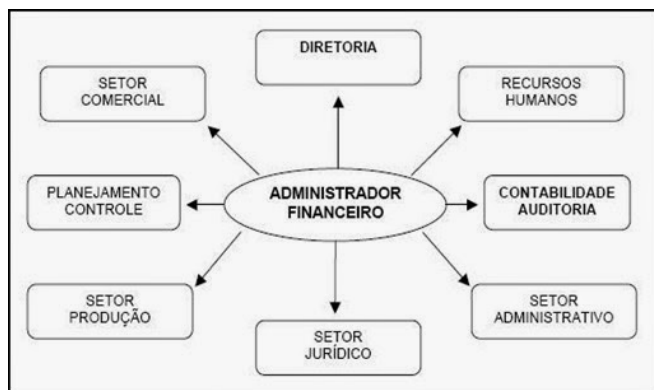 DIRETORIA
SETOR
COMERCIAL
RECURSOS
HUMANOS
PLANEJAMENTO
CONTROLE
ADMINISTRADOR
FINANCEIRO
CONTABILIDADE
AUDITORIA
SETOR
PRODUÇÃO
SETOR
JURÍDICO
SETOR
ADMINISTRATIVO